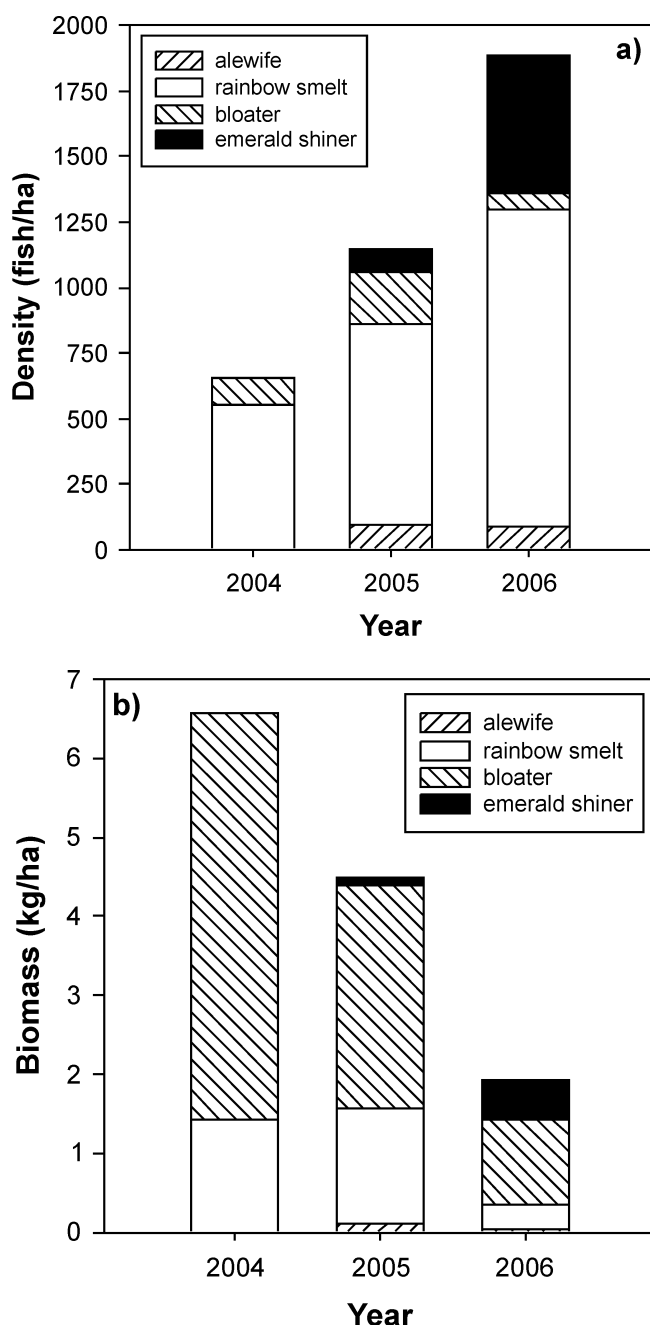 2000
1750
1500
1250
1000
750
500
250
0
Density (fish/ha)
a)
alewife
rainbow smelt
bloater
emerald shiner
2004 2005 2006
Year
7
6
5
4
3
2
1
0
Biomass (kg/ha)
b)
alewife
rainbow smelt
bloater
emerald shiner
2004 2005 2006
Year